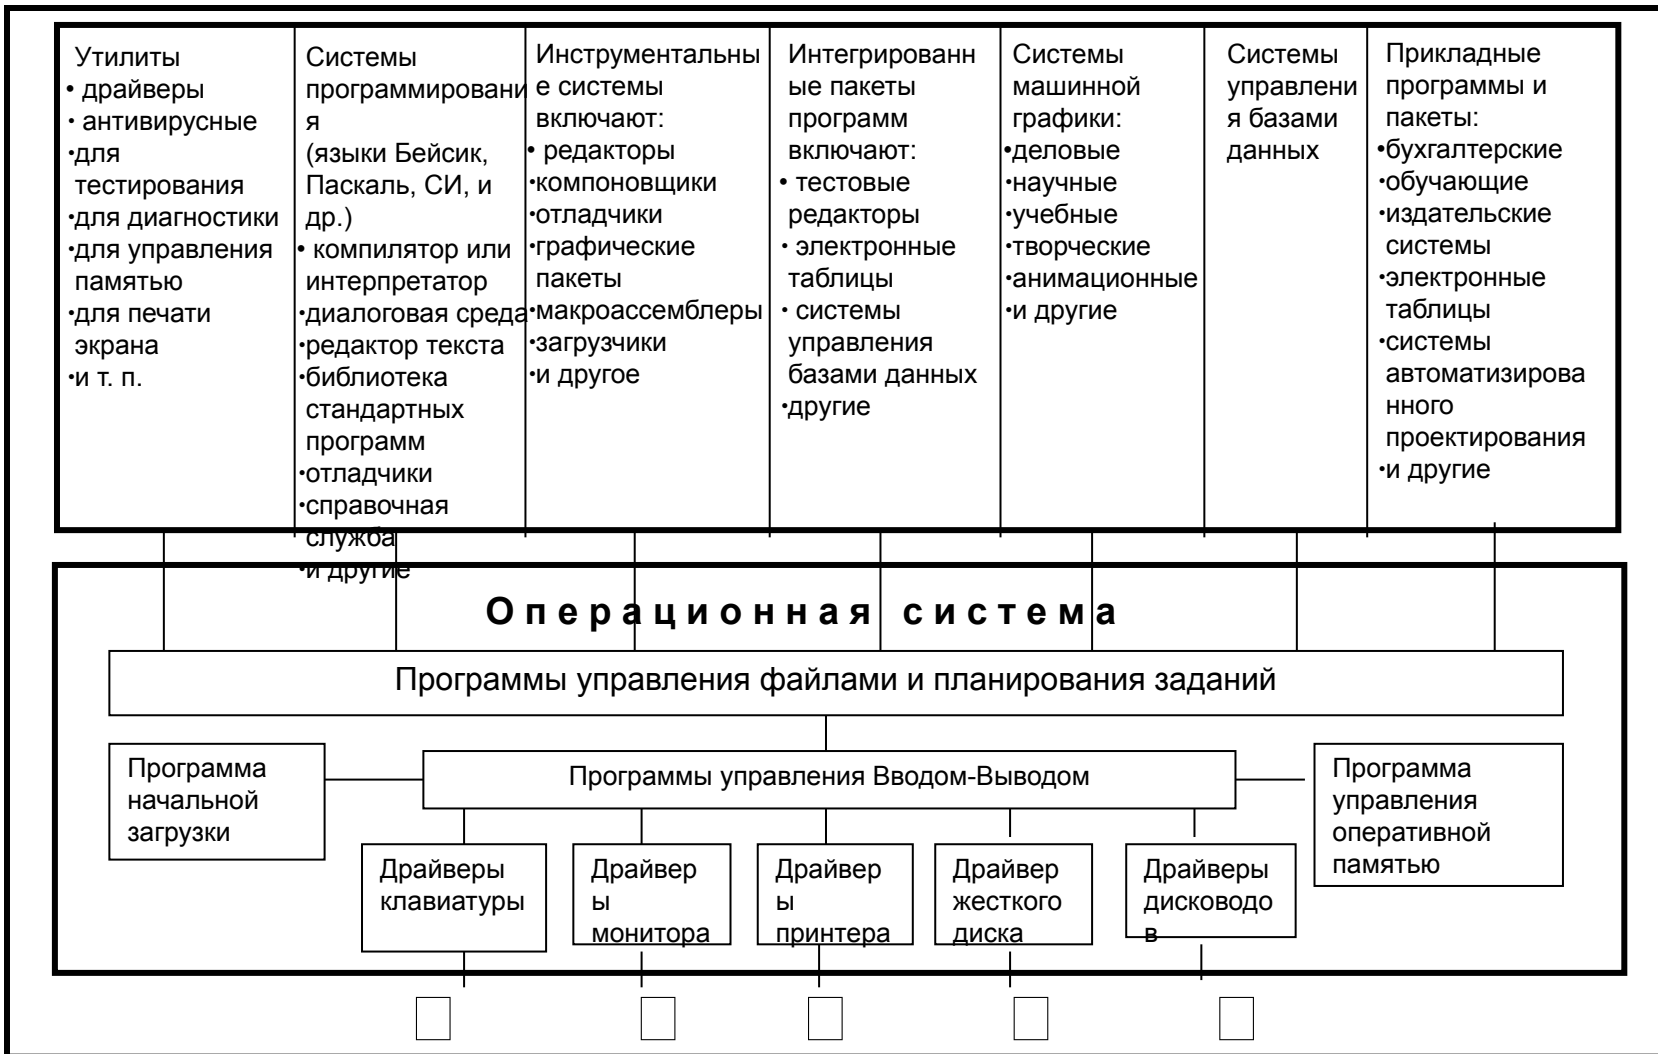 Утилиты
• драйверы
• антивирусные
•для
тестирования
•для диагностики
•для управления
памятью
•для печати
экрана
•и т. п.
Системы
программировани
я
(языки Бейсик,
Паскаль, СИ, и
др.)
• компилятор или
интерпретатор
•диалоговая среда
•редактор текста
•библиотека
стандартных
программ
•отладчики
•справочная
служба
•и другие
Инструментальны
е системы
включают:
• редакторы
•компоновщики
•отладчики
•графические
пакеты
•макроассемблеры
•загрузчики
•и другое
Интегрированн
ые пакеты
программ
включают:
• тестовые
редакторы
• электронные
таблицы
• системы
управления
базами данных
•другие
Системы
машинной
графики:
•деловые
•научные
•учебные
•творческие
•анимационные
•и другие
Системы
управлени
я базами
данных
Прикладные
программы и
пакеты:
•бухгалтерские
•обучающие
•издательские
системы
•электронные
таблицы
•системы
автоматизирова
нного
проектирования
•и другие
Операционная система
Программы управления файлами и планирования заданий
Программа
начальной
загрузки
Программы управления Вводом-Выводом
Программа
управления
оперативной
памятью
Драйверы
клавиатуры
Драйвер
ы
монитора
Драйвер
ы
принтера
Драйвер
жесткого
диска
Драйверы
дисководо
в